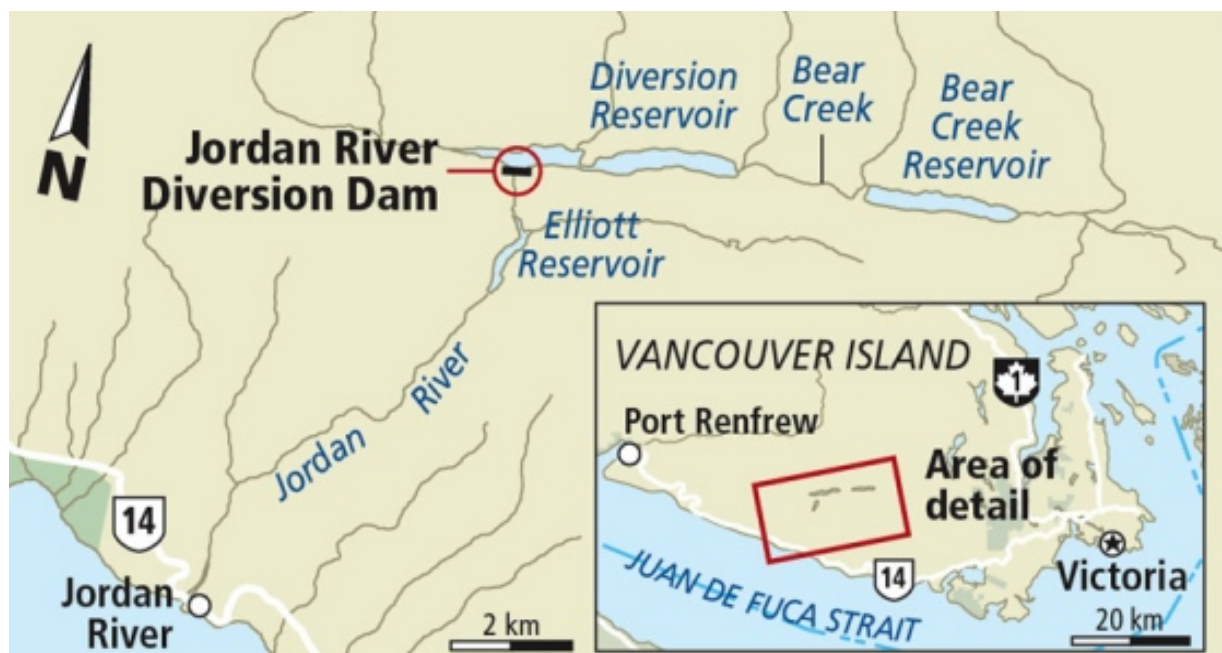 N
Jordan River
Diversion Dam
Diversion
Reservoir
Bear
Creek
Bear
Creek
Reservoir
Elliott
Reservoir
Jordan River
14
Jordan
River
2 km
VANCOUVER ISLAND
1
Port Renfrew
Area of
detail
14
Victoria
JUAN DE FUCA STRAIT
20 km